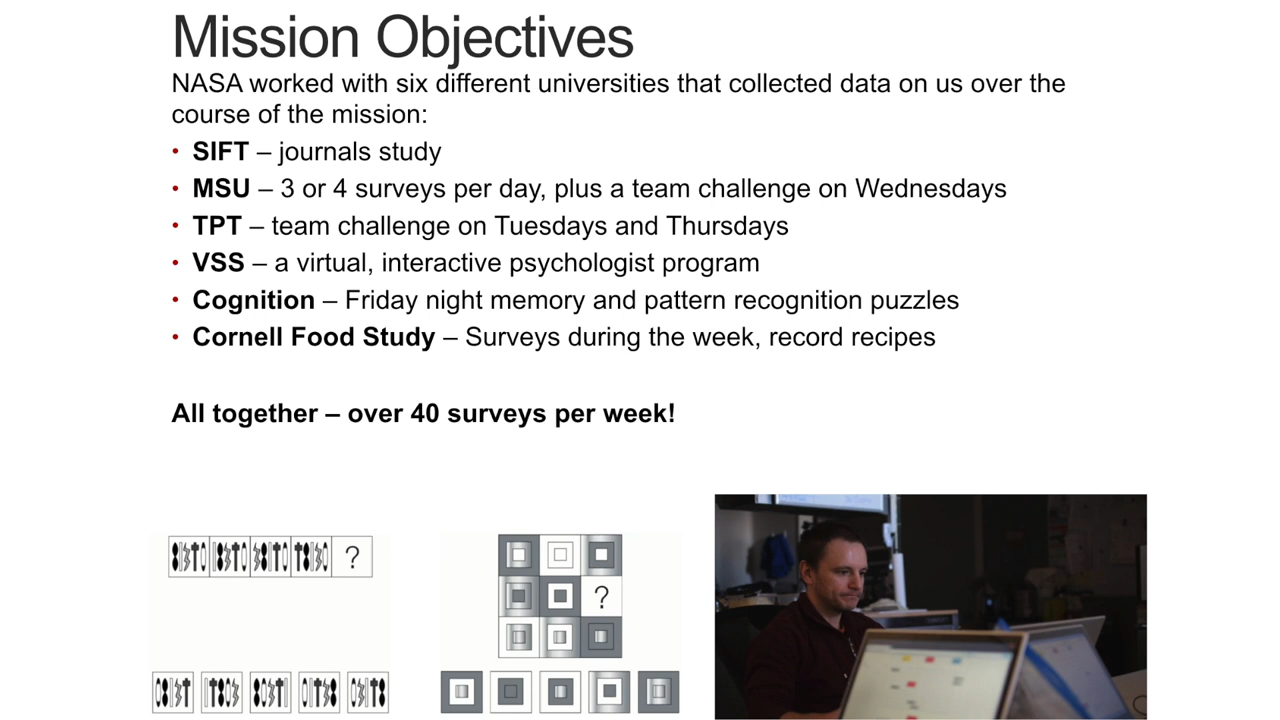 Mission Objectives
NASA worked with six different universities that collected data on us over the
course of the mission:
• SIFT – journals study
• MSU – 3 or 4 surveys per day, plus a team challenge on Wednesdays
• TPT – team challenge on Tuesdays and Thursdays
• VSS – a virtual, interactive psychologist program
• Cognition – Friday night memory and pattern recognition puzzles
• Cornell Food Study – Surveys during the week, record recipes
All together – over 40 surveys per week!
?
?